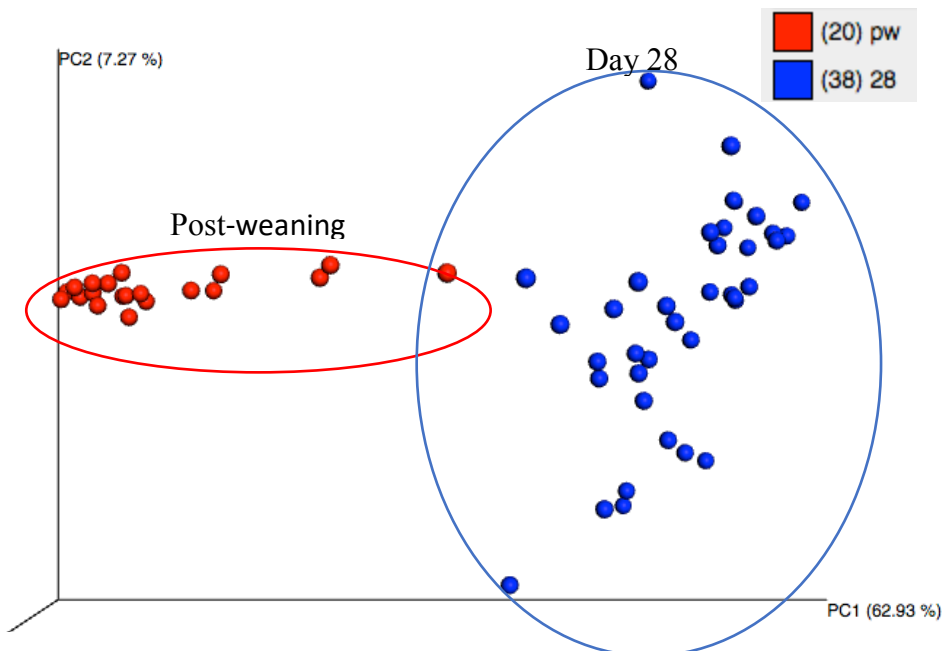 PC2 (7.27 %)
Day 28
(20) pw
(38) 28
Post-weaning
PC1 (62.93 %)